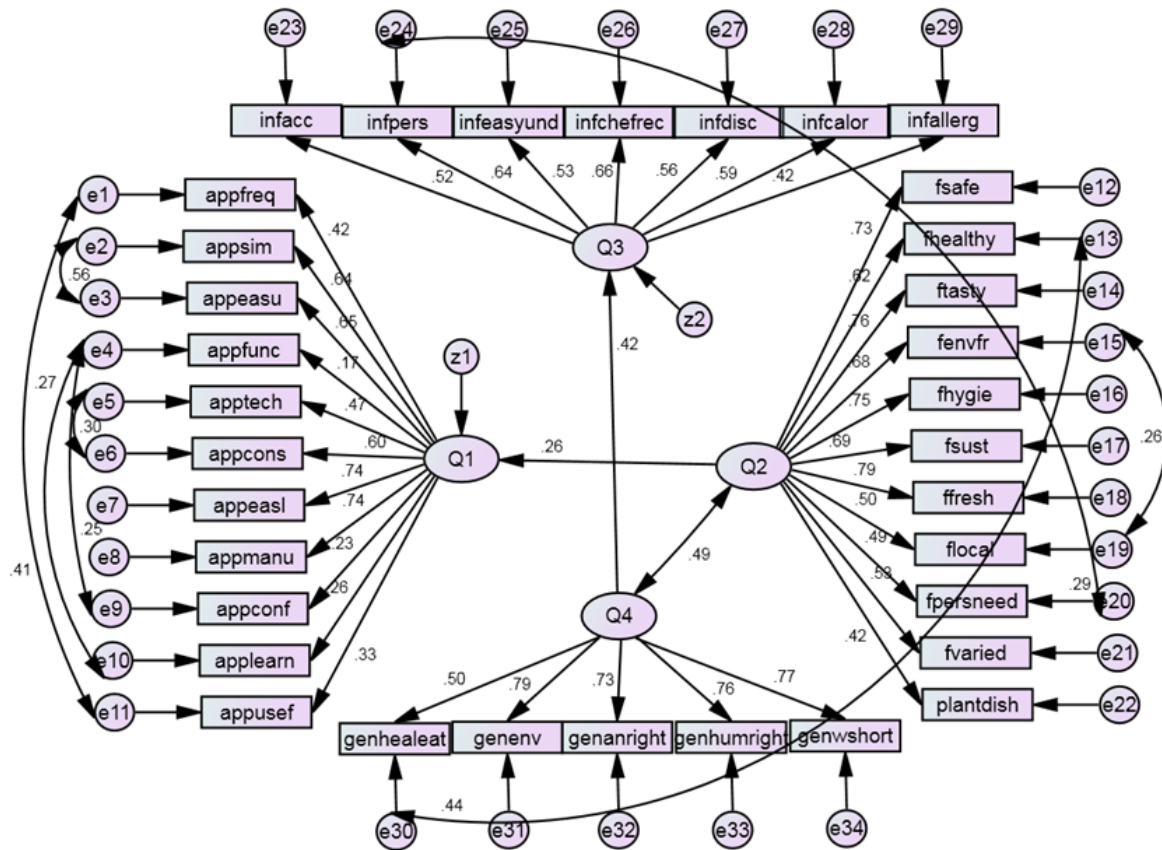 e23 e24 e25 e26 e27 e28 e29
infacc infpers infeasyund infchefrec infdisc infcalor infallerg
.52 .64 .53 .66 .56 .59 .42
Q3
z2
.42
e1 appfreq .42
e2 appsim .64
.56
e3 appeasu .65
e4 appfunc .17
.27
e5 apptech .47
.30
e6 appcons .60
e7 appeasl .74
.25
e8 appmanu .74
.41
e9 appconf .23
e10 applearn .26
e11 appusef .33
z1
Q1
.26
Q2
.73 fsafe e12
.62 fhealthy e13
.76 ftasty e14
.68 fenvfr e15
.75 fhygie e16
.69 fsust e17
.26
.79 ffresh e18
.50 flocal e19
.49 fpersneed .29 e20
.53 fvaried e21
.42 plantdish e22
.49
Q4
.50 .79 .73 .76 .77
genhealeat genenv genanright genhumright genwshort
.44
e30 e31 e32 e33 e34